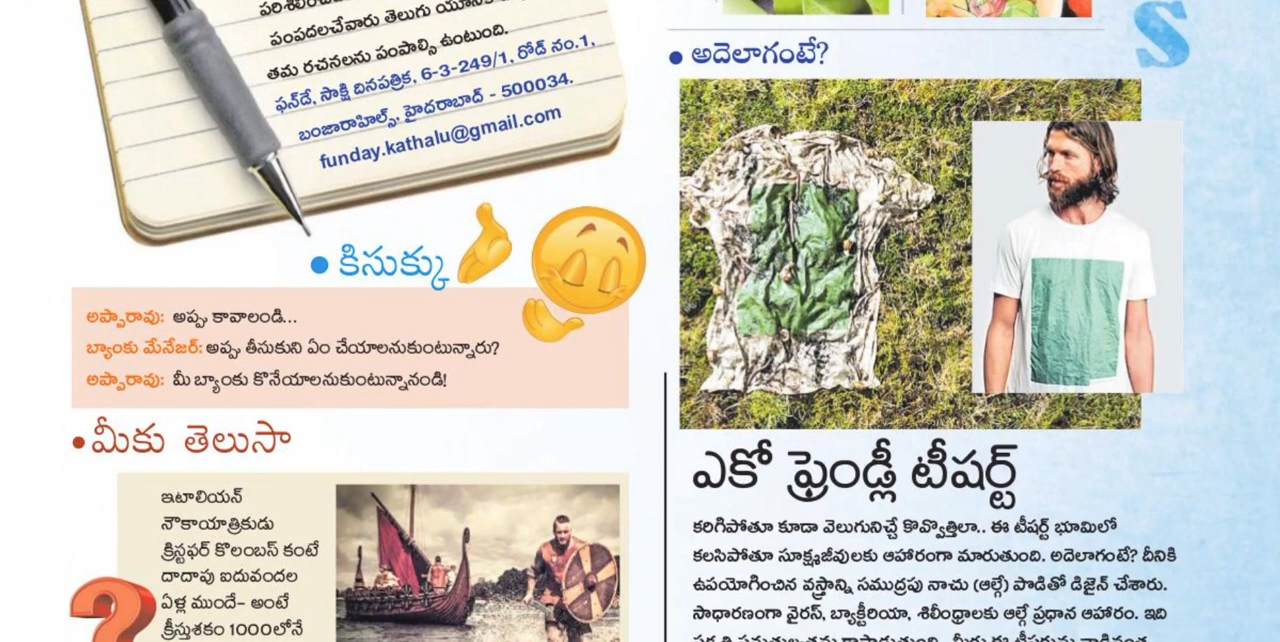 పంపదలచేవారు తెలుగు
తమ రచనలను పంపాల్సి ఉంటుంది.
ఫన్‌డే, సాక్షి దినపత్రిక, 6-3-249/1, రోడ్ నం.1,
బంజారాహిల్స్, హైదరాబాద్ - 500034.
funday.kathalu@gmail.com
• కిసుక్కు
అప్పారావు: అప్పు కావాలండి...
బ్యాంకు మేనేజర్: అప్పు తీసుకుని ఏం చేయాలనుకుంటున్నారు?
అప్పారావు: మీ బ్యాంకు కొనేయాలనుకుంటున్నానండి!
• మీకు తెలుసా
ఇటాలియన్
నౌకాయాత్రికుడు
క్రిస్టఫర్ కొలంబస్ కంటే
దాదాపు ఐదువందల
ఏళ్ల ముందే- అంటే
క్రీస్తుశకం 1000లోనే
S
• అదెలాగంటే?
ఎకో ఫ్రెండ్లీ టీషర్ట్
కరిగిపోతూ కూడా వెలుగునిచ్చే కొవ్వొత్తిలా.. ఈ టీషర్ట్ భూమిలో
కలసిపోతూ సూక్ష్మజీవులకు ఆహారంగా మారుతుంది. అదెలాగంటే? దీనికి
ఉపయోగించిన వస్త్రాన్ని సముద్రపు నాచు (ఆల్గే) పొడితో డిజైన్ చేశారు.
సాధారణంగా వైరస్, బ్యాక్టీరియా, శిలీంధ్రాలకు ఆల్గే ప్రధాన ఆహారం. ఇది